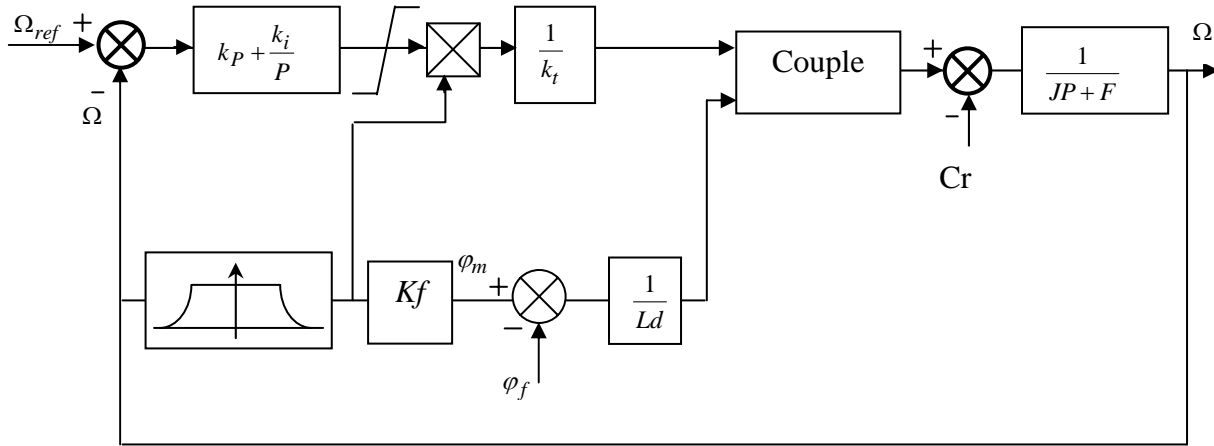 Ω_ref +
−
Ω
k_P + k_i/P
1/k_t
Couple
+
−
Cr
1/(JP + F)
Ω
Kf
φ_m
+
−
φ_f
1/Ld